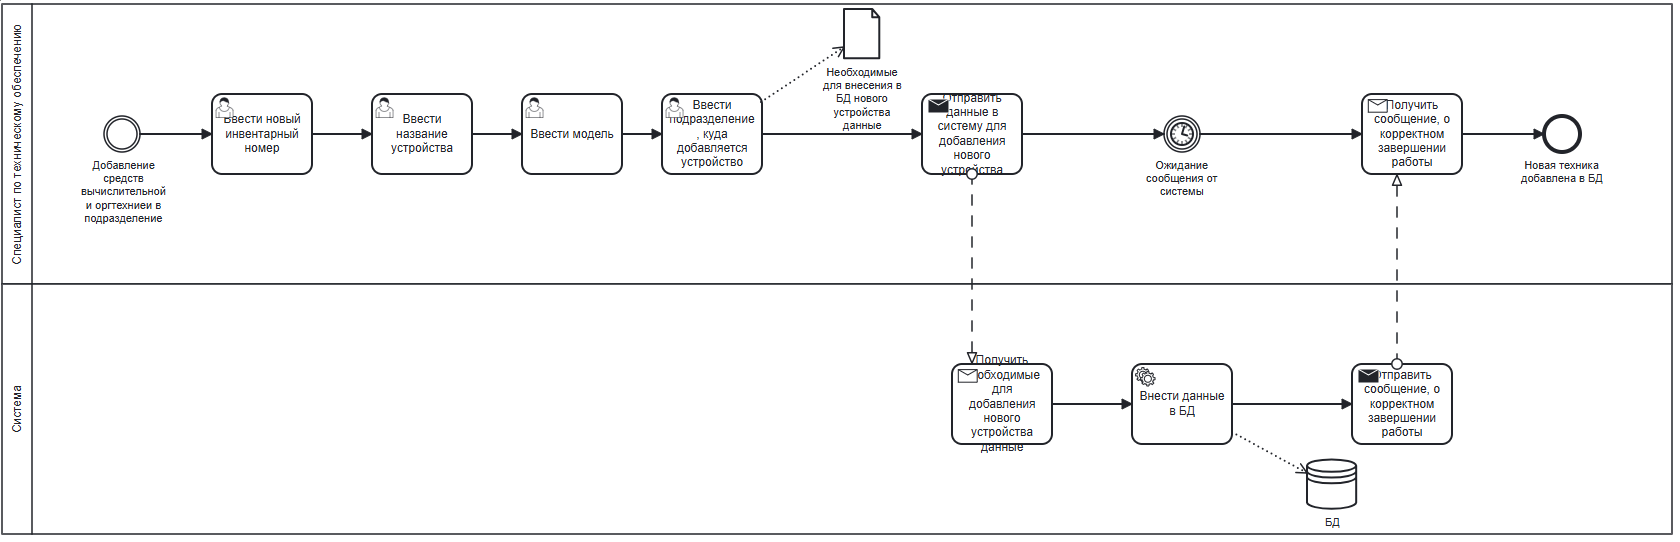 Специалист по техническому обеспечению
Добавление
средств
вычислительной
и оргтехниеи в
подразделение
Ввести новый
инвентарный
номер
Ввести
название
устройства
Ввести модель
Ввести
подразделение
, куда
добавляется
устройство
Необходимые
для внесения в
БД нового
устройства
данные
Отправить
данные в
систему для
добавления
нового
устройства
Ожидание
сообщения от
системы
Получить
сообщение, о
корректном
завершении
работы
Новая техника
добавлена в БД
Система
Получить
необходимые
для
добавления
нового
устройства
данные
Внести данные
в БД
Отправить
сообщение, о
корректном
завершении
работы
БД